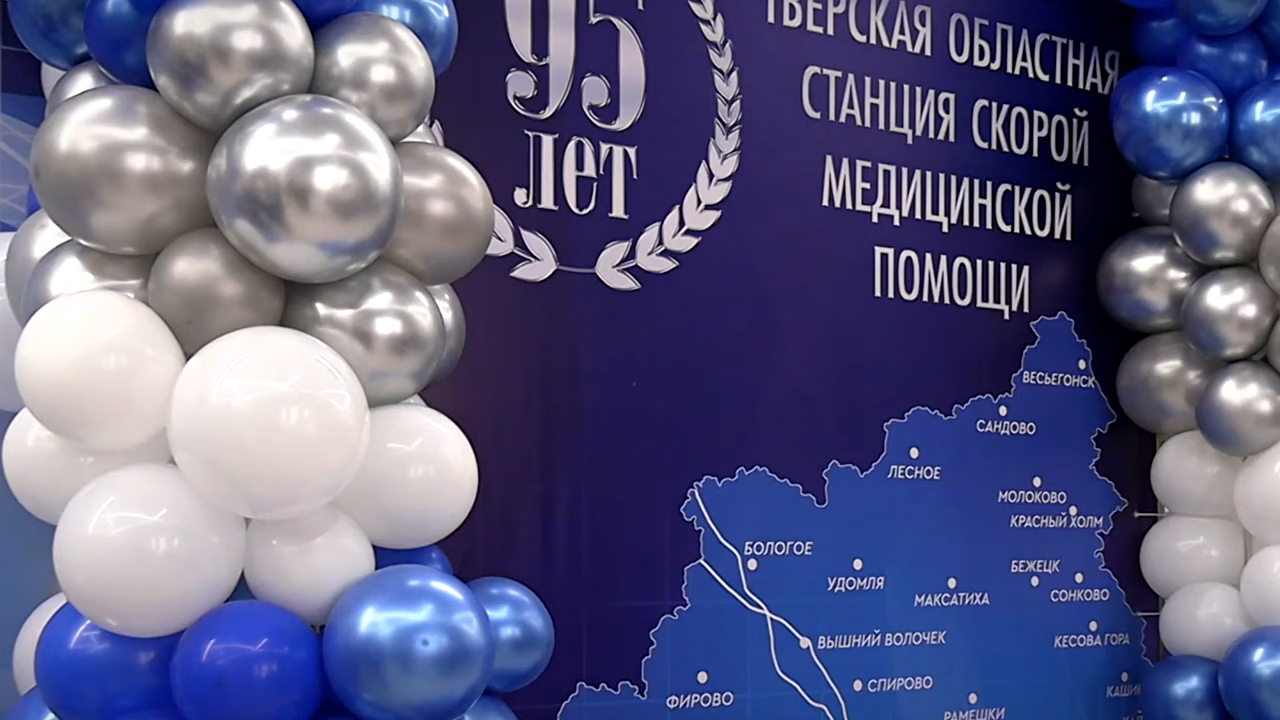 95
лет
ТВЕРСКАЯ ОБЛАСТНАЯ
СТАНЦИЯ СКОРОЙ
МЕДИЦИНСКОЙ
ПОМОЩИ
ВЕСЬЕГОНСК
САНДОВО
ЛЕСНОЕ
МОЛОКОВО
КРАСНЫЙ ХОЛМ
БОЛОГОЕ
УДОМЛЯ
БЕЖЕЦК
МАКСАТИХА
СОНКОВО
ВЫШНИЙ ВОЛОЧЕК
КЕСОВА ГОРА
СПИРОВО
ФИРОВО
РАМЕШКИ